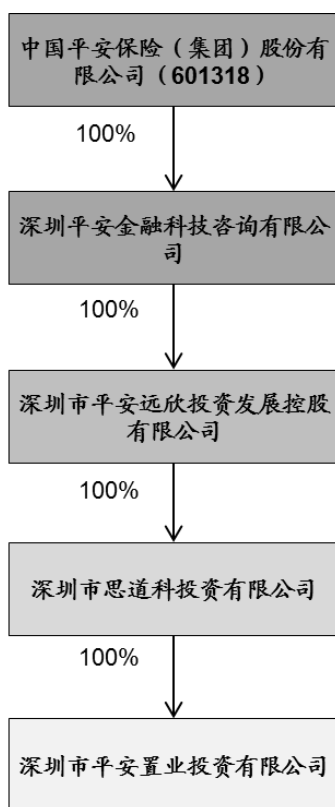 中国平安保险（集团）股份有
限公司（601318）
100%
深圳平安金融科技咨询有限公
司
100%
深圳市平安远欣投资发展控股
有限公司
100%
深圳市思道科投资有限公司
100%
深圳市平安置业投资有限公司